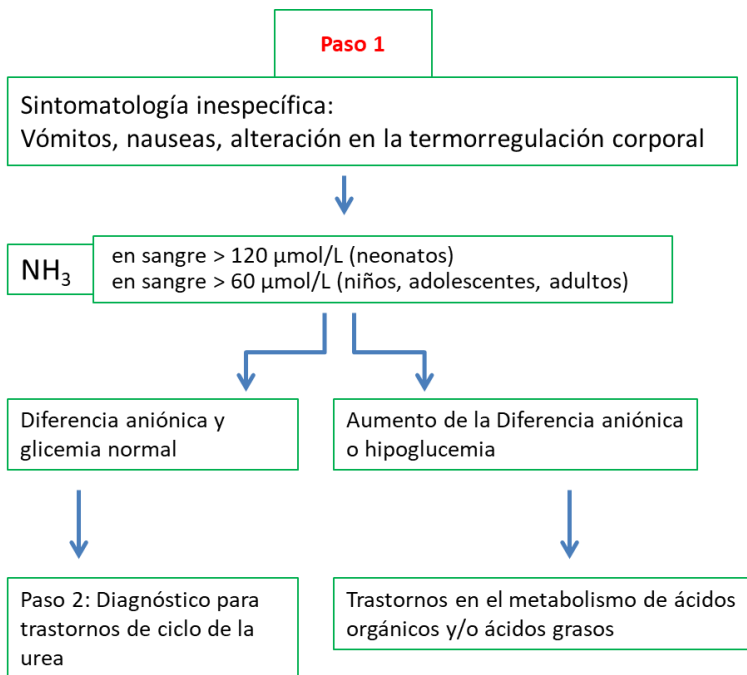 Paso 1
Sintomatología inespecífica:
Vómitos, nauseas, alteración en la termorregulación corporal
NH₃
en sangre > 120 µmol/L (neonatos)
en sangre > 60 µmol/L (niños, adolescentes, adultos)
Diferencia aniónica y
glicemia normal
Aumento de la Diferencia aniónica
o hipoglucemia
Paso 2: Diagnóstico para
trastornos de ciclo de la
urea
Trastornos en el metabolismo de ácidos
orgánicos y/o ácidos grasos